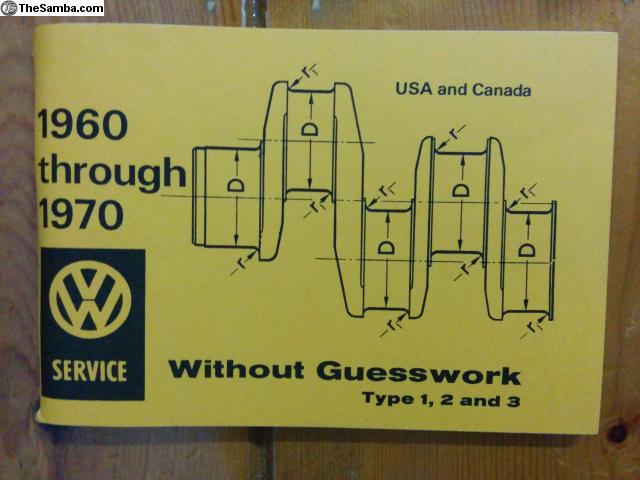 TheSamba.com
USA and Canada
1960
through
1970
r
r
r
r
r
r
r
r
r
D
D
D
D
D
VW
SERVICE
Without Guesswork
Type 1, 2 and 3